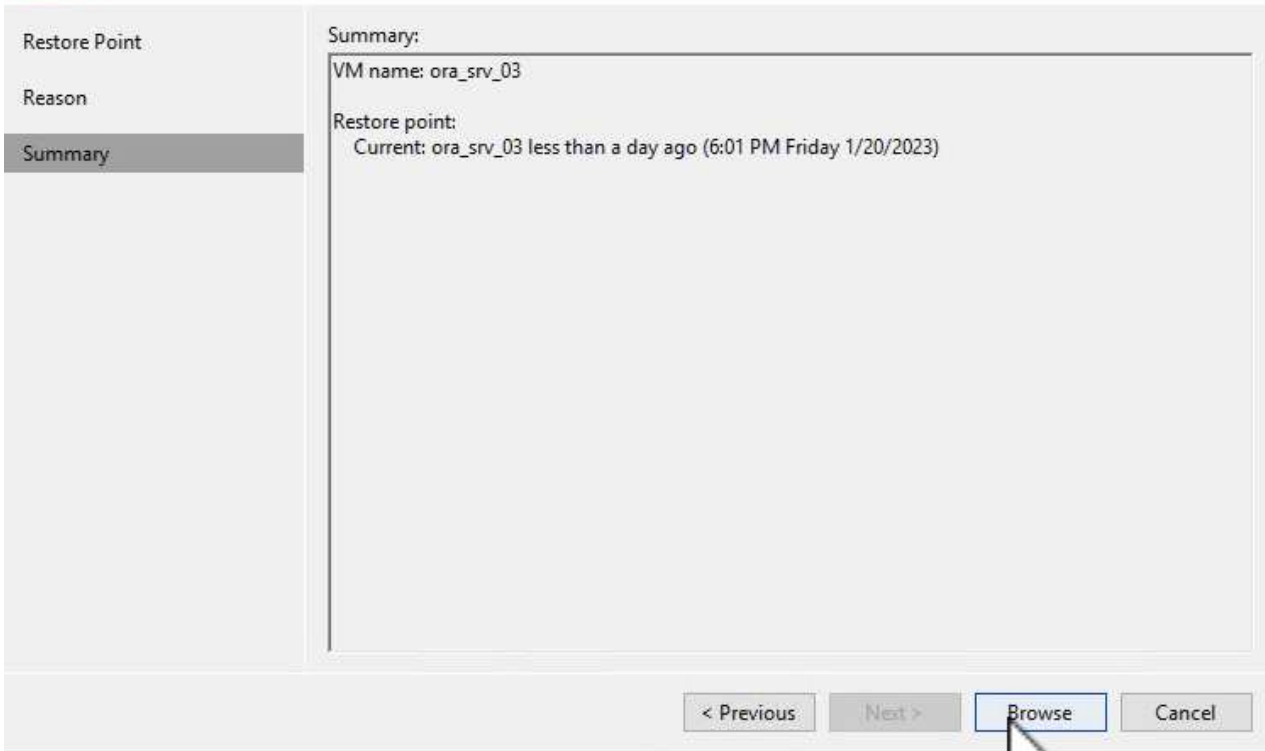 Restore Point
Reason
Summary
Summary:
VM name: ora_srv_03
Restore point:
Current: ora_srv_03 less than a day ago (6:01 PM Friday 1/20/2023)
< Previous
Next >
Browse
Cancel